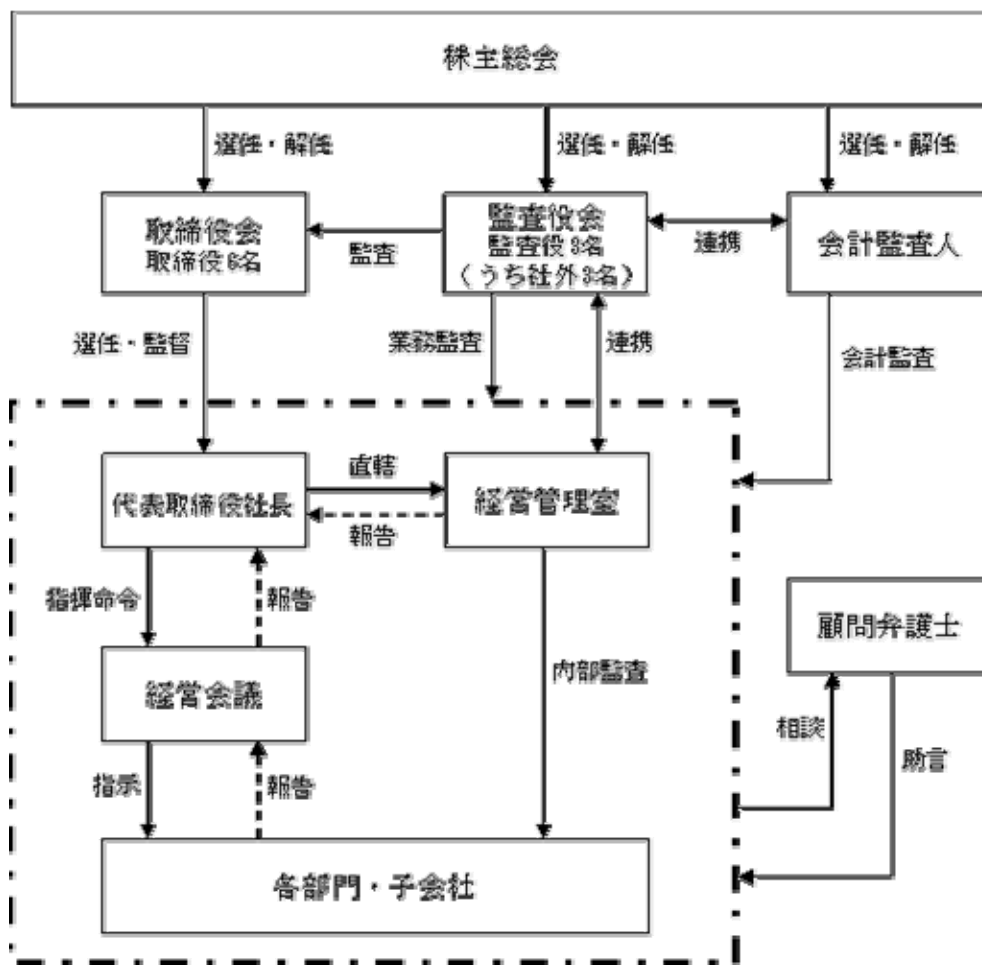 株主総会
選任・解任
選任・解任
選任・解任
取締役会
取締役6名
監査
監査役会
監査役3名
（うち社外3名）
連携
会計監査人
選任・監督
業務監査
連携
会計監査
代表取締役社長
直轄
報告
経営管理室
指揮命令
報告
経営会議
内部監査
顧問弁護士
指示
報告
相談
助言
各部門・子会社